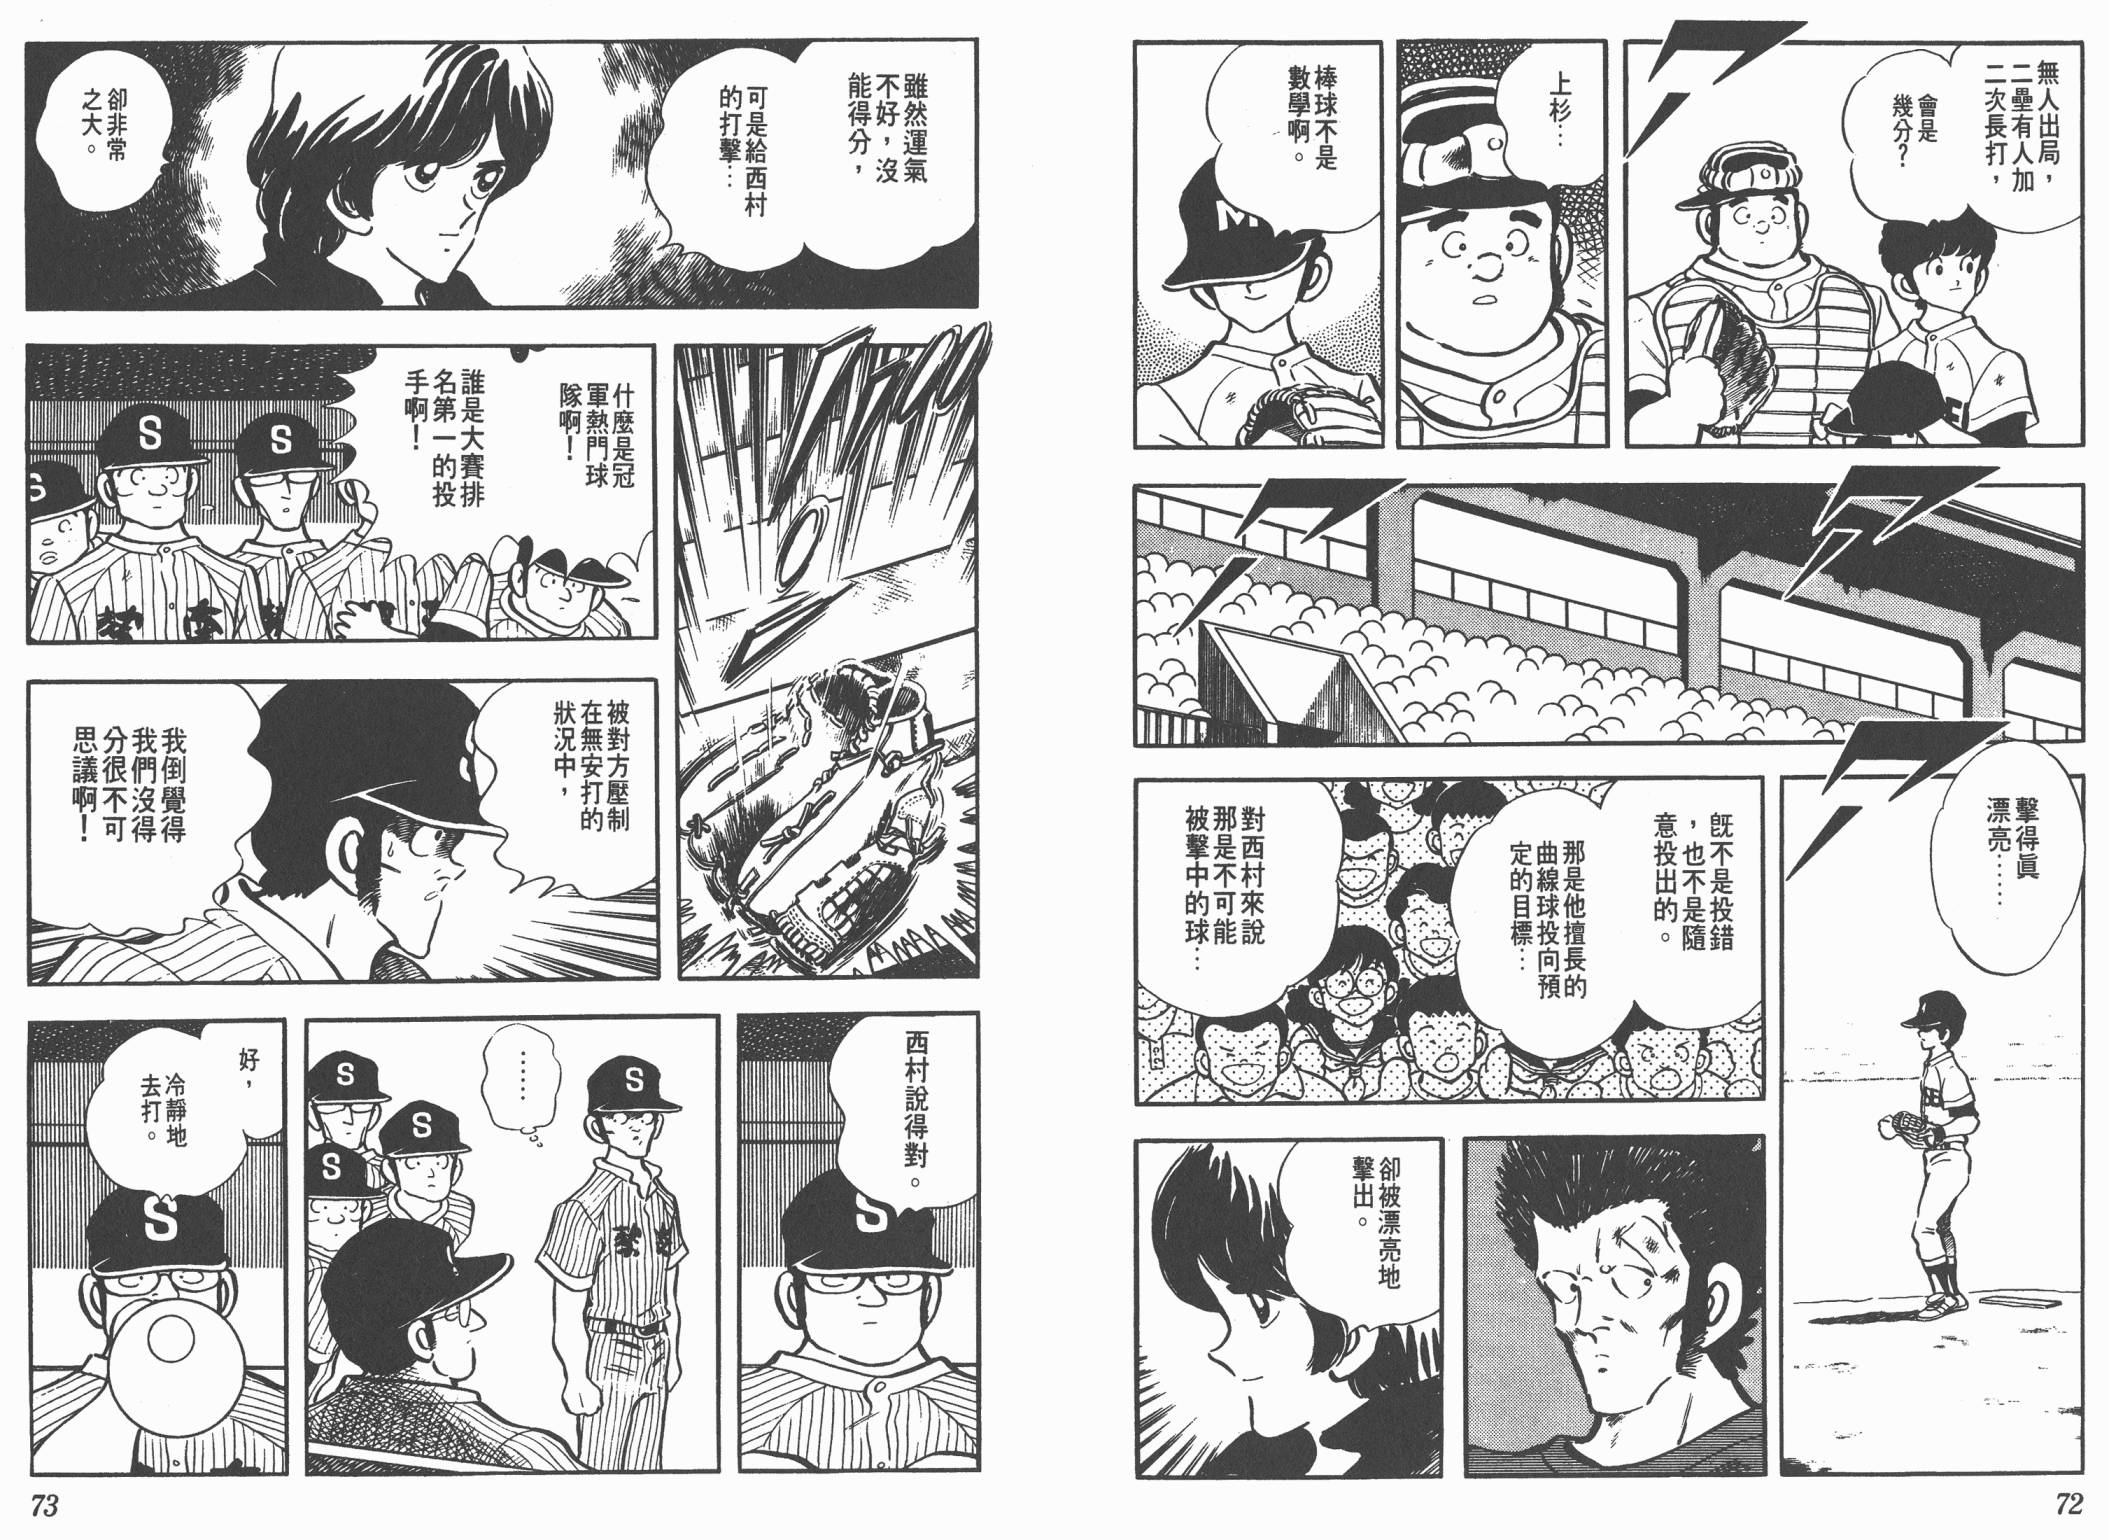 無人出局，
二壘有人加
二次長打，
會是
幾分？
上杉…
棒球不是
數學啊。
M
擊得眞
漂亮……
旣不是投錯
，也不是隨
意投出的。
那是他擅長的
曲線球投向預
定的目標…
對西村來說
那是不可能
被擊中的球…
卻被漂亮地
擊出。
72
雖然運氣
不好，沒
能得分，
可是給西村
的打擊…
卻非常
之大。
什麼是冠
軍熱門球
隊啊！
誰是大賽排
名第一的投
手啊！
S
S
S
被對方壓制
在無安打的
狀況中，
我倒覺得
我們沒得
分很不可
思議啊！
西村說得對。
S
……
S
S
S
S
好，
冷靜地
去打。
S
73